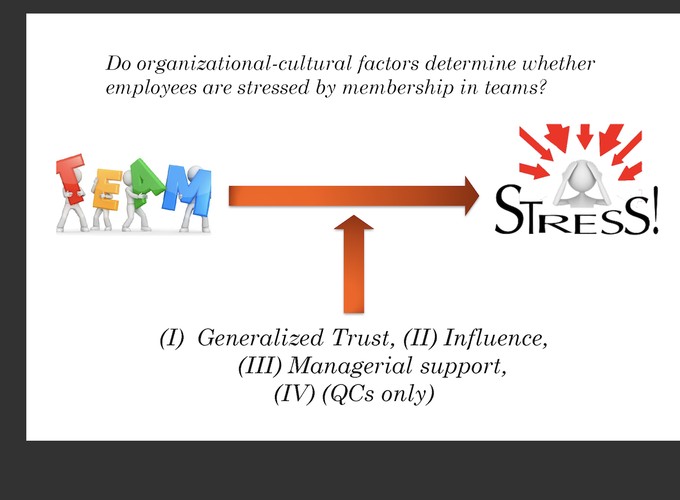 Do organizational-cultural factors determine whether
employees are stressed by membership in teams?
TEAM
STRESS!
(I) Generalized Trust, (II) Influence,
(III) Managerial support,
(IV) (QCs only)